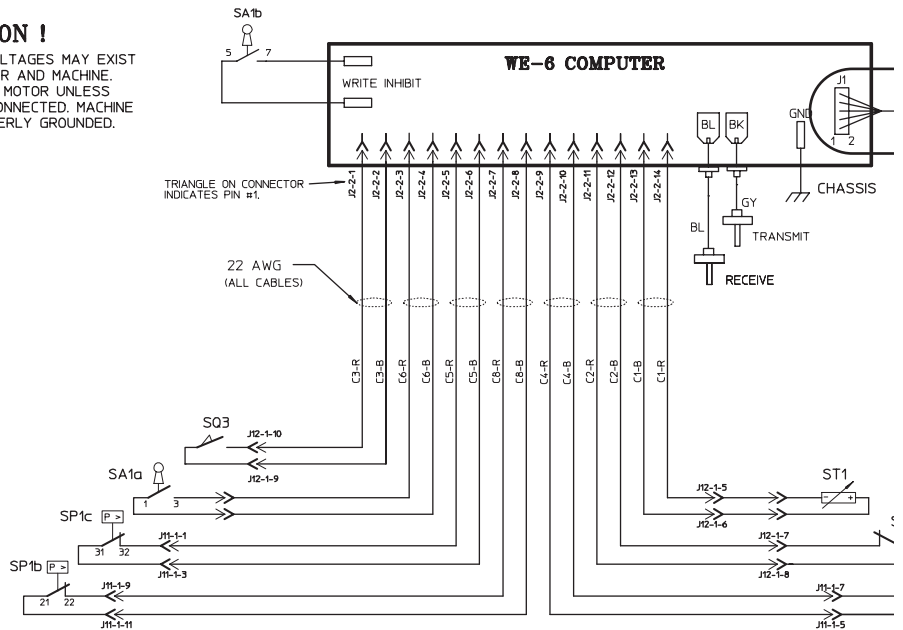 ON !
LTAGES MAY EXIST
R AND MACHINE.
MOTOR UNLESS
ONNECTED. MACHINE
ERLY GROUNDED.
SA1b
5 7
WRITE INHIBIT
WE-6 COMPUTER
J1
1 2
GND
BL BK
CHASSIS
GY
TRANSMIT
BL
RECEIVE
TRIANGLE ON CONNECTOR
INDICATES PIN #1.
J2-2-1
J2-2-2
J2-2-3
J2-2-4
J2-2-5
J2-2-6
J2-2-7
J2-2-8
J2-2-9
J2-2-10
J2-2-11
J2-2-12
J2-2-13
J2-2-14
22 AWG
(ALL CABLES)
C3-R
C3-B
C6-R
C6-B
C5-R
C5-B
C8-R
C8-B
C4-R
C4-B
C2-R
C2-B
C1-B
C1-R
SQ3
J12-1-10
J12-1-9
SA1a
1 3
SP1c P >
31 32
J11-1-1
J11-1-3
SP1b P >
21 22
J11-1-9
J11-1-11
ST1
- +
J12-1-5
J12-1-6
J12-1-7
J12-1-8
J11-1-7
J11-1-5